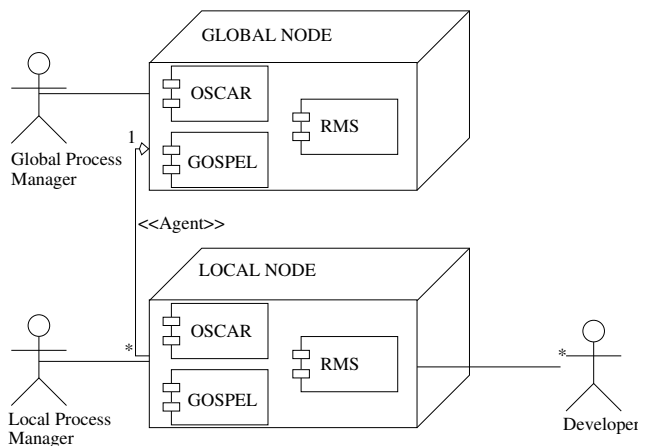 GLOBAL NODE
OSCAR
RMS
GOSPEL
1
Global Process
Manager
<<Agent>>
LOCAL NODE
OSCAR
RMS
GOSPEL
*
*
Local Process
Manager
Developer